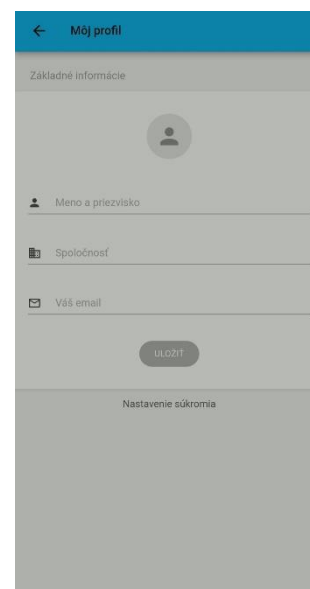 Môj profil
Základné informácie
Meno a priezvisko
Spoločnosť
Váš email
ULOŽIŤ
Nastavenie súkromia